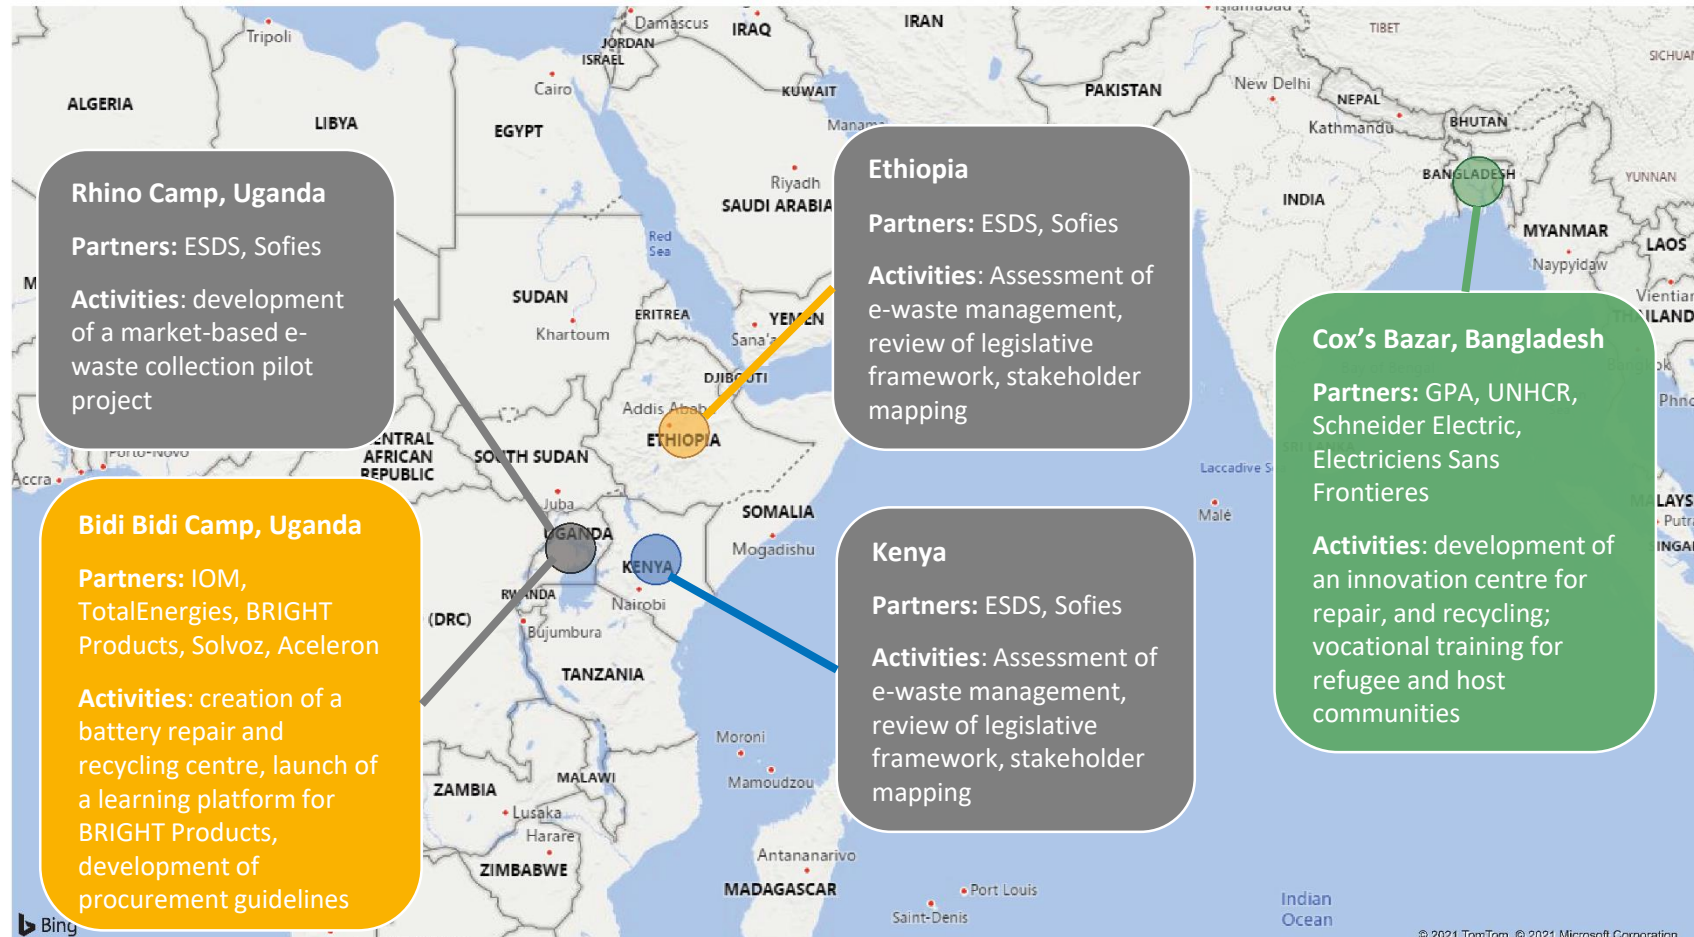 Tripoli
Damascus
IRAQ
IRAN
TIBET
JORDAN
ISRAEL
SICHUAN
Cairo
KUWAIT
PAKISTAN
New Delhi
NEPAL
ALGERIA
LIBYA
EGYPT
Kathmandu
BHUTAN
Riyadh
SAUDI ARABIA
INDIA
BANGLADESH
YUNNAN
MYANMAR
LAOS
Naypyidaw
Red
Sea
Rhino Camp, Uganda
Partners: ESDS, Sofies
Activities: development
of a market-based e-
waste collection pilot
project
Ethiopia
Partners: ESDS, Sofies
Activities: Assessment of
e-waste management,
review of legislative
framework, stakeholder
mapping
Cox's Bazar, Bangladesh
Partners: GPA, UNHCR,
Schneider Electric,
Electriciens Sans
Frontieres
Activities: development of
an innovation centre for
repair, and recycling;
vocational training for
refugee and host
communities
SUDAN
Khartoum
ERITREA
YEMEN
Sana'a
DJIBOUTI
Addis Ababa
ETHIOPIA
SOUTH SUDAN
AFRICAN
REPUBLIC
Porto-Novo
Accra
Juba
SOMALIA
Mogadishu
Laccadive
Malé
Bidi Bidi Camp, Uganda
Partners: IOM,
TotalEnergies, BRIGHT
Products, Solvoz, Aceleron
Activities: creation of a
battery repair and
recycling centre, launch of
a learning platform for
BRIGHT Products,
development of
procurement guidelines
UGANDA
KENYA
Nairobi
RWANDA
(DRC)
Bujumbura
TANZANIA
Kenya
Partners: ESDS, Sofies
Activities: Assessment of
e-waste management,
review of legislative
framework, stakeholder
mapping
Moroni
Mamoudzou
MALAWI
ZAMBIA
Lusaka
Harare
ZIMBABWE
Antananarivo
MADAGASCAR
Port Louis
Saint-Denis
Indian
Ocean
Bing
© 2021 TomTom, © 2021 Microsoft Corporation